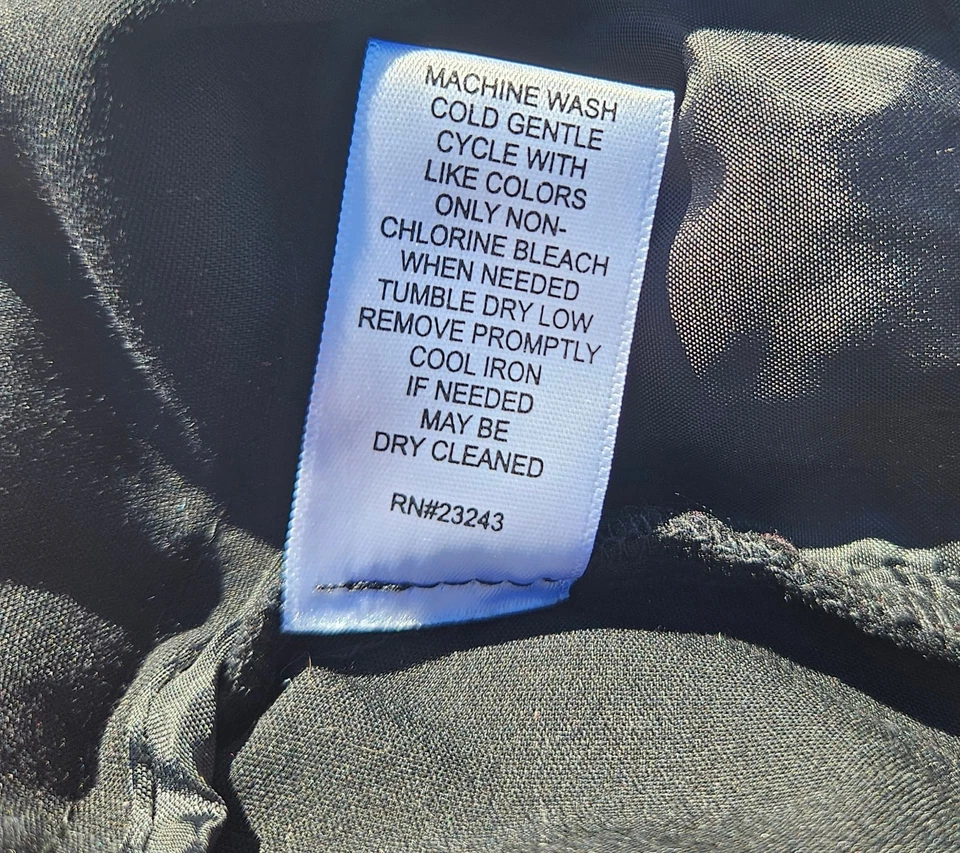 MACHINE WASH
COLD GENTLE
CYCLE WITH
LIKE COLORS
ONLY NON-
CHLORINE BLEACH
WHEN NEEDED
TUMBLE DRY LOW
REMOVE PROMPTLY
COOL IRON
IF NEEDED
MAY BE
DRY CLEANED
RN#23243